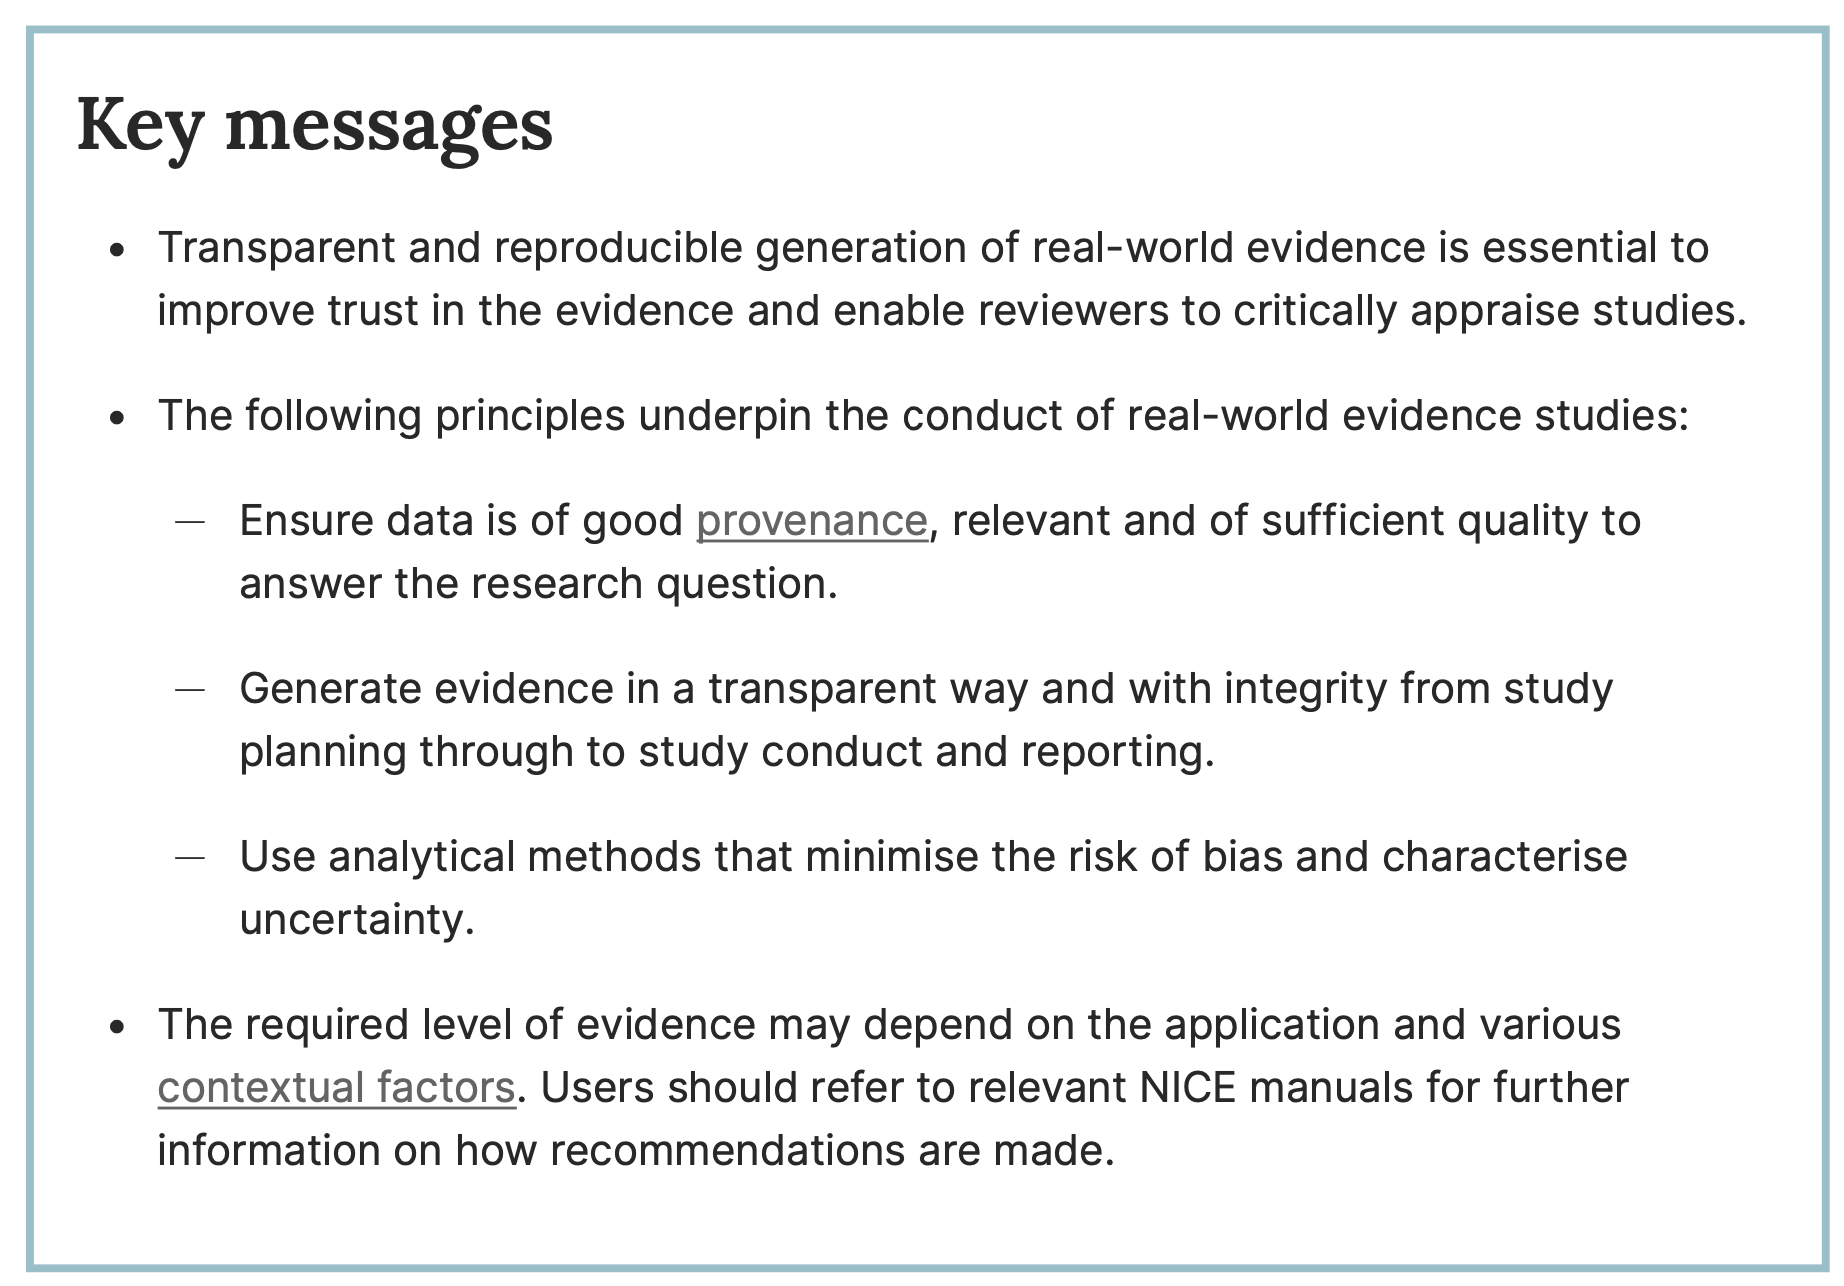 Key messages
• Transparent and reproducible generation of real-world evidence is essential to
improve trust in the evidence and enable reviewers to critically appraise studies.
• The following principles underpin the conduct of real-world evidence studies:
— Ensure data is of good provenance, relevant and of sufficient quality to
answer the research question.
— Generate evidence in a transparent way and with integrity from study
planning through to study conduct and reporting.
— Use analytical methods that minimise the risk of bias and characterise
uncertainty.
• The required level of evidence may depend on the application and various
contextual factors. Users should refer to relevant NICE manuals for further
information on how recommendations are made.